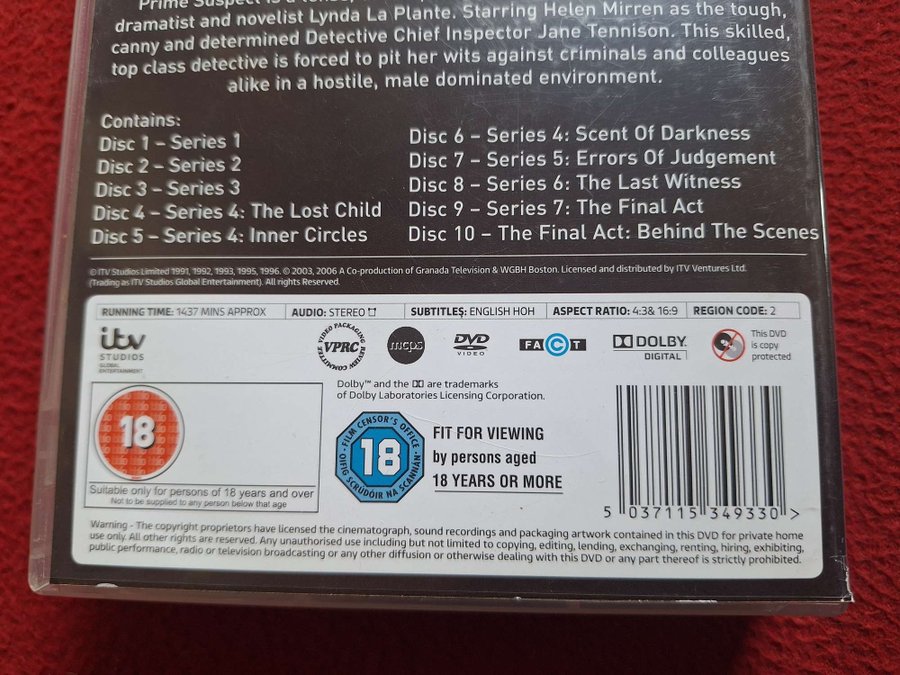 Prime Suspect is a tense,
dramatist and novelist Lynda La Plante. Starring Helen Mirren as the tough,
canny and determined Detective Chief Inspector Jane Tennison. This skilled,
top class detective is forced to pit her wits against criminals and colleagues
alike in a hostile, male dominated environment.
Contains:
Disc 1 – Series 1
Disc 2 – Series 2
Disc 3 – Series 3
Disc 4 – Series 4: The Lost Child
Disc 5 – Series 4: Inner Circles
Disc 6 – Series 4: Scent Of Darkness
Disc 7 – Series 5: Errors Of Judgement
Disc 8 – Series 6: The Last Witness
Disc 9 – Series 7: The Final Act
Disc 10 – The Final Act: Behind The Scenes
© ITV Studios Limited 1991, 1992, 1993, 1995, 1996. © 2003, 2006 A Co-production of Granada Television & WGBH Boston. Licensed and distributed by ITV Ventures Ltd.
(Trading as ITV Studios Global Entertainment). All rights Reserved.
RUNNING TIME: 1437 MINS APPROX
AUDIO: STEREO
SUBTITLES: ENGLISH HOH
ASPECT RATIO: 4:3& 16:9
REGION CODE: 2
itv
STUDIOS
GLOBAL
ENTERTAINMENT
VIDEO PACKAGING REVIEW COMMITTEE
VPRC
mcps
DVD
VIDEO
FACT
DOLBY
DIGITAL
This DVD
is copy
protected
Dolby™ and the DD are trademarks
of Dolby Laboratories Licensing Corporation.
18
Suitable only for persons of 18 years and over
Not to be supplied to any person below that age
FILM CENSOR'S OFFICE
18
OIFIG SCRÚDÓIR NA SCANNÁN
FIT FOR VIEWING
by persons aged
18 YEARS OR MORE
5 037115 349330 >
Warning - The copyright proprietors have licensed the cinematograph, sound recordings and packaging artwork contained in this DVD for private home
use only. All other rights are reserved. Any unauthorised use including but not limited to copying, editing, lending, exchanging, renting, hiring, exhibiting,
public performance, radio or television broadcasting or any other diffusion or otherwise dealing with this DVD or any part thereof is strictly prohibited.